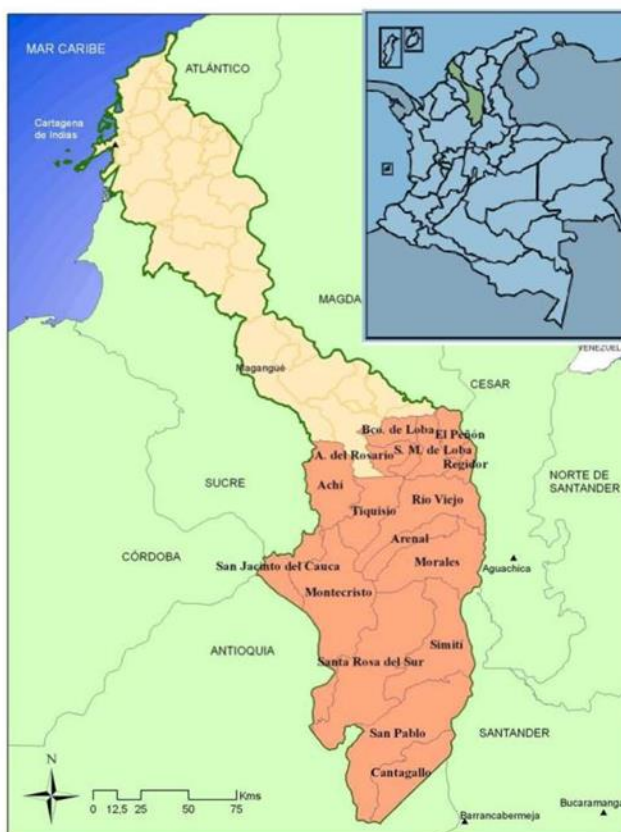 MAR CARIBE
ATLÁNTICO
Cartagena
de Indias
MAGDA
VENEZUEL
Magangué
CESAR
Bco. de Loba
El Peñón
A. del Rosario
S. M. de Loba
Regidor
NORTE DE
SANTANDER
Achí
SUCRE
Río Viejo
Tiquisio
Arenal
CÓRDOBA
San Jacinto del Cauca
Morales
Aguachica
Montecristo
ANTIOQUIA
Simití
Santa Rosa del Sur
San Pablo
SANTANDER
Cantagallo
N
Kms
0 12,5 25 50 75
Bucaramanga
Barrancabermeja